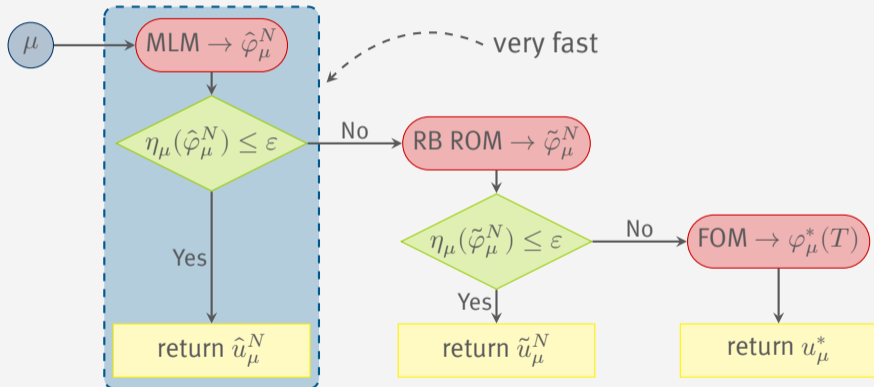 μ
MLM → φ̂_μ^N
very fast
η_μ(φ̂_μ^N) ≤ ε
No
RB ROM → φ̃_μ^N
Yes
η_μ(φ̃_μ^N) ≤ ε
No
FOM → φ_μ^*(T)
Yes
return û_μ^N
return ũ_μ^N
return u_μ^*